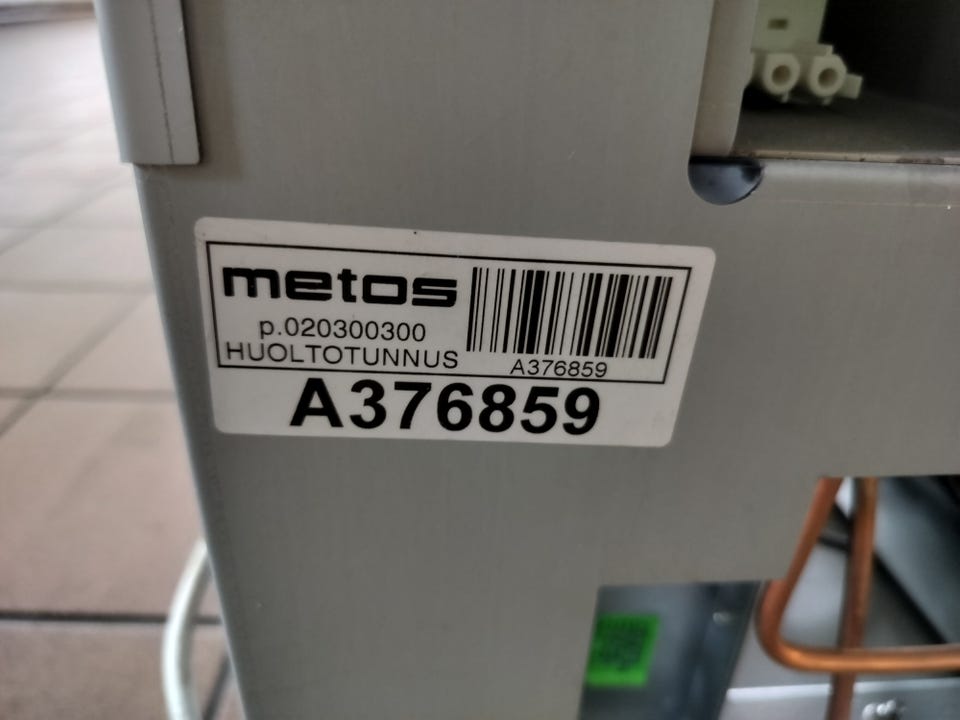 metos
p.020300300
HUOLTOTUNNUS
A376859
A376859